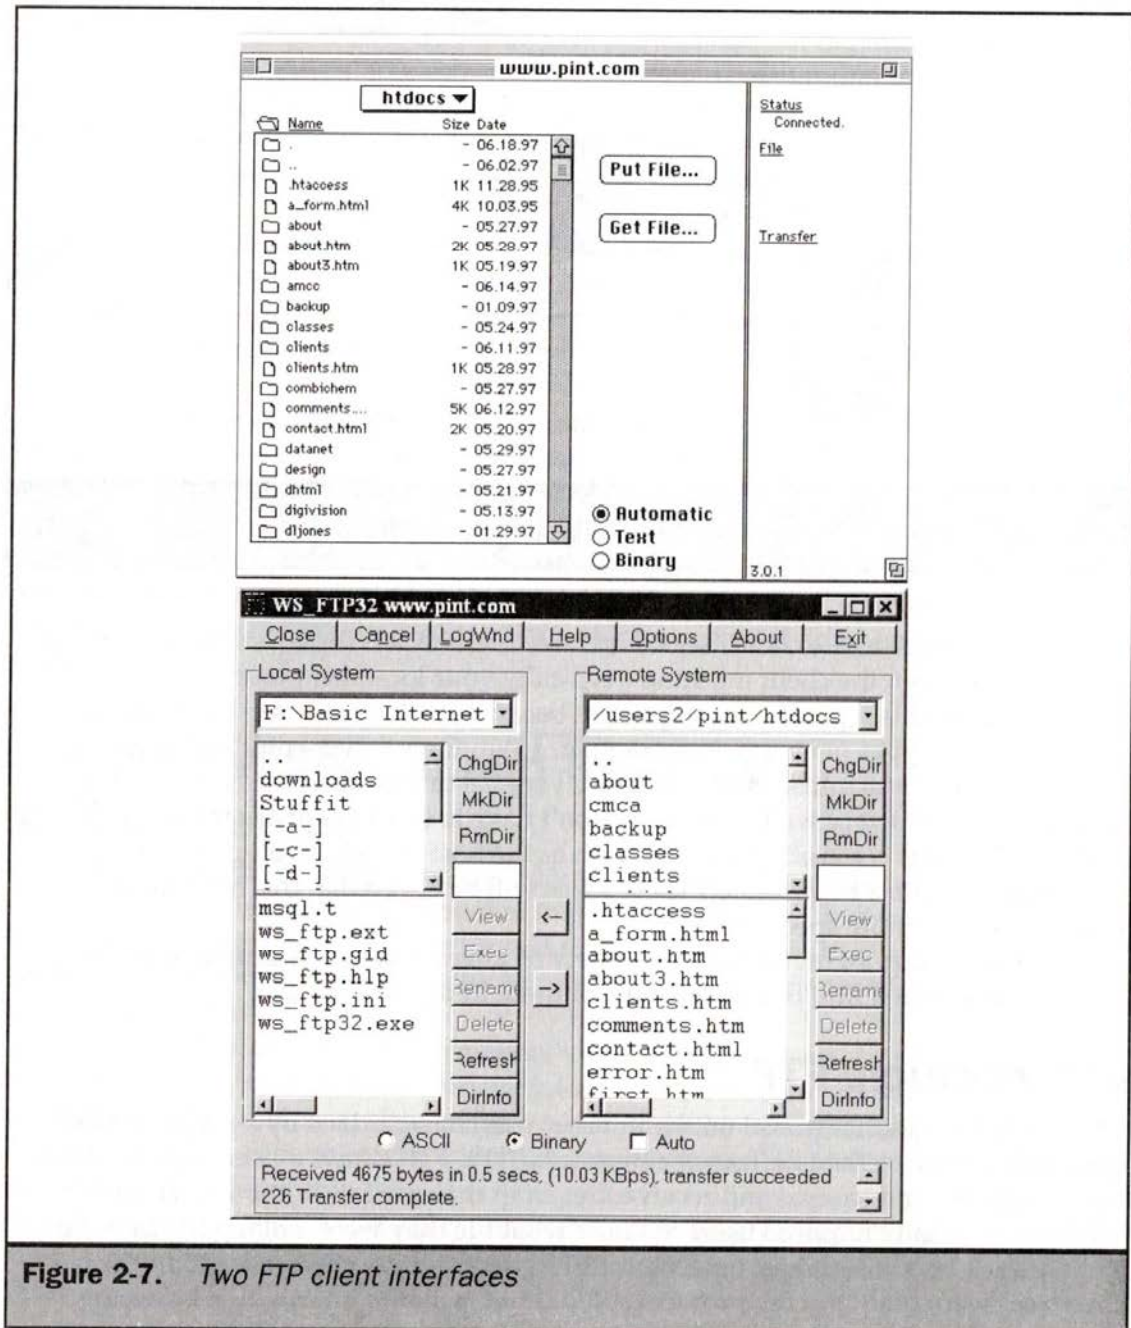 www.pint.com
htdocs
Name Size Date
. - 06.18.97
.. - 06.02.97
.htaccess 1K 11.28.95
a_form.html 4K 10.03.95
about - 05.27.97
about.htm 2K 05.28.97
about3.htm 1K 05.19.97
amcc - 06.14.97
backup - 01.09.97
classes - 05.24.97
clients - 06.11.97
clients.htm 1K 05.28.97
combichem - 05.27.97
comments.... 5K 06.12.97
contact.html 2K 05.20.97
datanet - 05.29.97
design - 05.27.97
dhtml - 05.21.97
digivision - 05.13.97
dljones - 01.29.97
Put File...
Get File...
Automatic
Text
Binary
Status
Connected.
File
Transfer
3.0.1
WS_FTP32 www.pint.com
Close Cancel LogWnd Help Options About Exit
Local System
F:\Basic Internet
..
downloads
Stuffit
[-a-]
[-c-]
[-d-]
msql.t
ws_ftp.ext
ws_ftp.gid
ws_ftp.hlp
ws_ftp.ini
ws_ftp32.exe
ChgDir
MkDir
RmDir
View
Exec
Rename
Delete
Refresh
DirInfo
<-
->
Remote System
/users2/pint/htdocs
..
about
cmca
backup
classes
clients
.htaccess
a_form.html
about.htm
about3.htm
clients.htm
comments.htm
contact.html
error.htm
first.htm
ChgDir
MkDir
RmDir
View
Exec
Rename
Delete
Refresh
DirInfo
ASCII Binary Auto
Received 4675 bytes in 0.5 secs, (10.03 KBps), transfer succeeded
226 Transfer complete.
Figure 2-7. Two FTP client interfaces